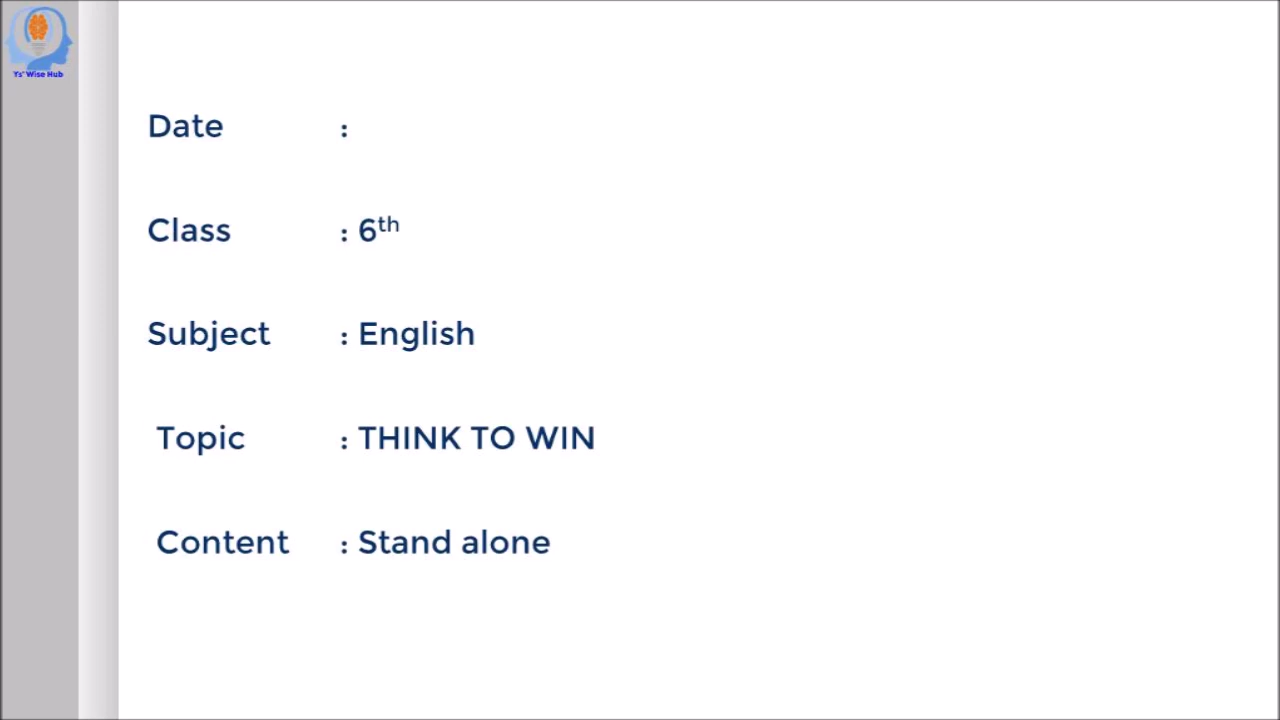 Ys' Wise Hub
Date :
Class : 6th
Subject : English
Topic : THINK TO WIN
Content : Stand alone